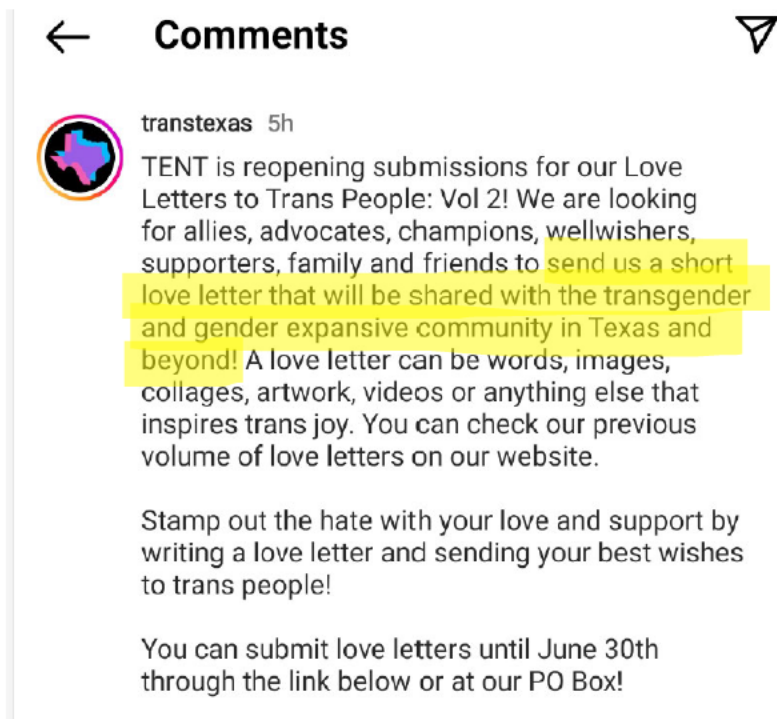 Comments
transtexas 5h
TENT is reopening submissions for our Love
Letters to Trans People: Vol 2! We are looking
for allies, advocates, champions, wellwishers,
supporters, family and friends to send us a short
love letter that will be shared with the transgender
and gender expansive community in Texas and
beyond! A love letter can be words, images,
collages, artwork, videos or anything else that
inspires trans joy. You can check our previous
volume of love letters on our website.
Stamp out the hate with your love and support by
writing a love letter and sending your best wishes
to trans people!
You can submit love letters until June 30th
through the link below or at our PO Box!